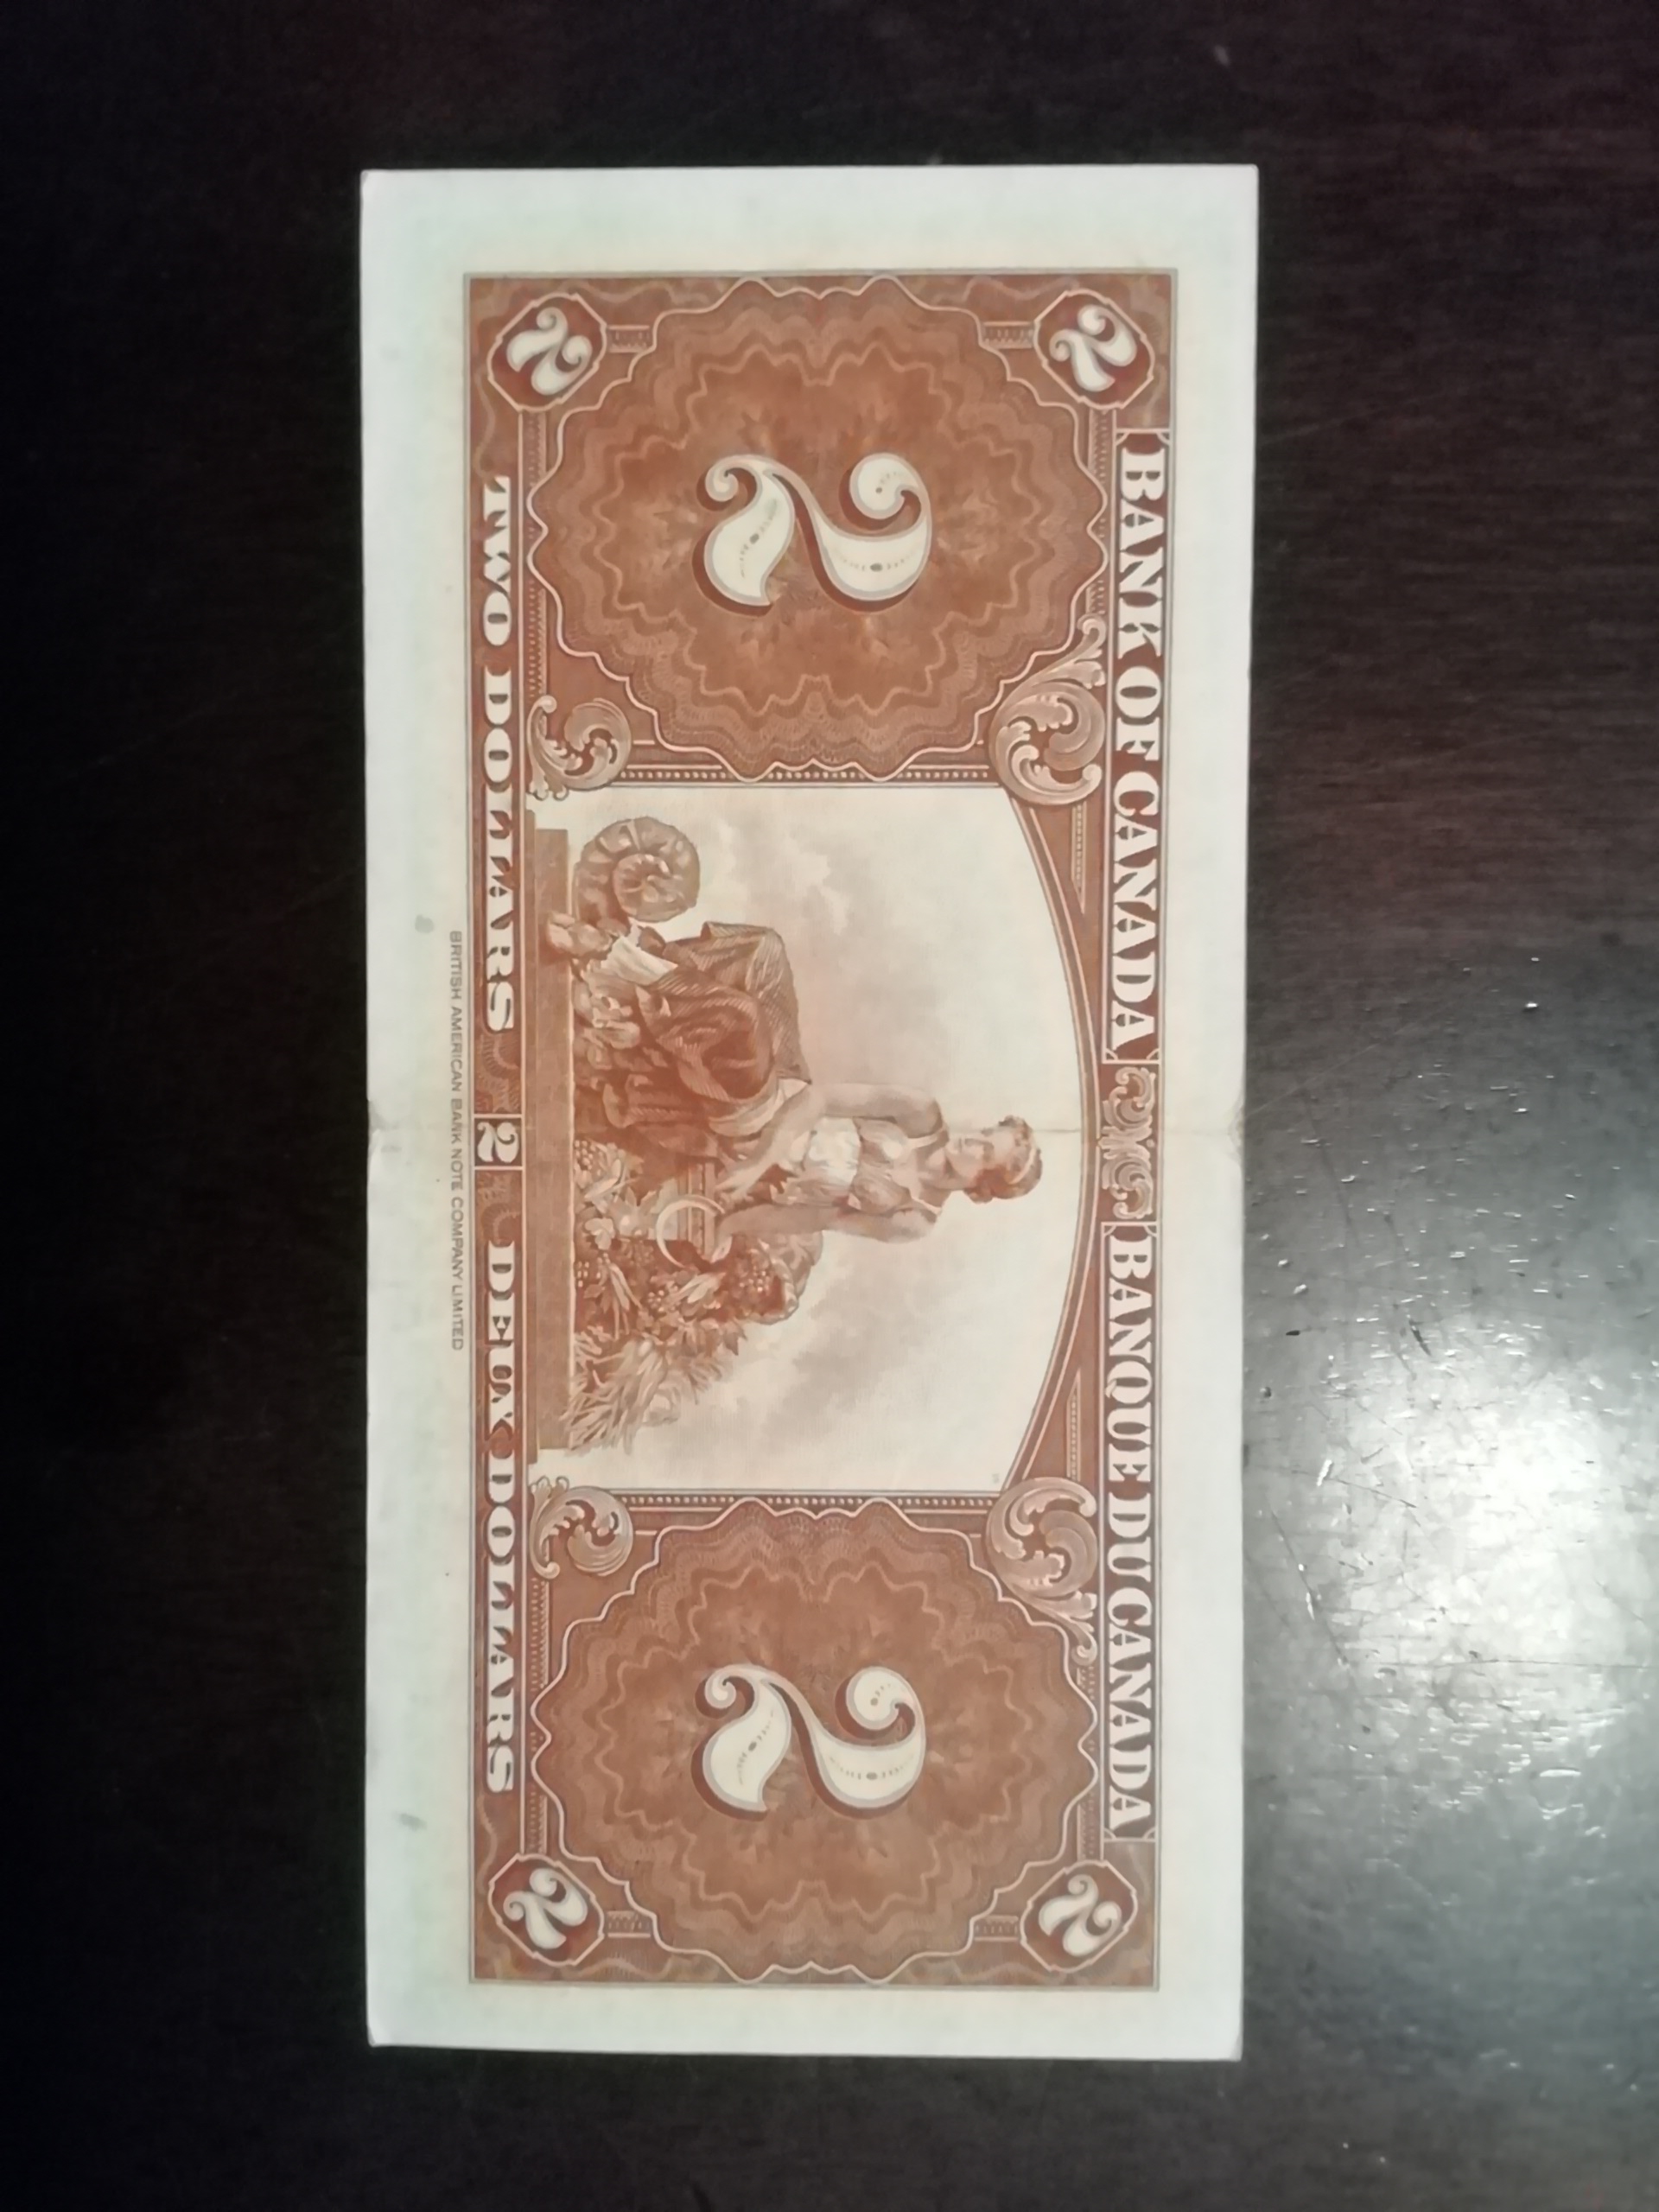 2 BANK OF CANADA BANQUE DU CANADA 2
2 2
2 TWO DOLLARS 2 DEUX DOLLARS 2
BRITISH AMERICAN BANK NOTE COMPANY LIMITED